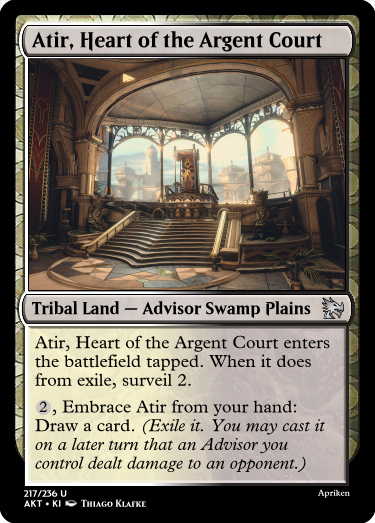 Atir, Heart of the Argent Court
Tribal Land — Advisor Swamp Plains
Atir, Heart of the Argent Court enters
the battlefield tapped. When it does
from exile, surveil 2.
2, Embrace Atir from your hand:
Draw a card. (Exile it. You may cast it
on a later turn that an Advisor you
control dealt damage to an opponent.)
217/236 U
Apriken
AKT • KI Thiago Klafke